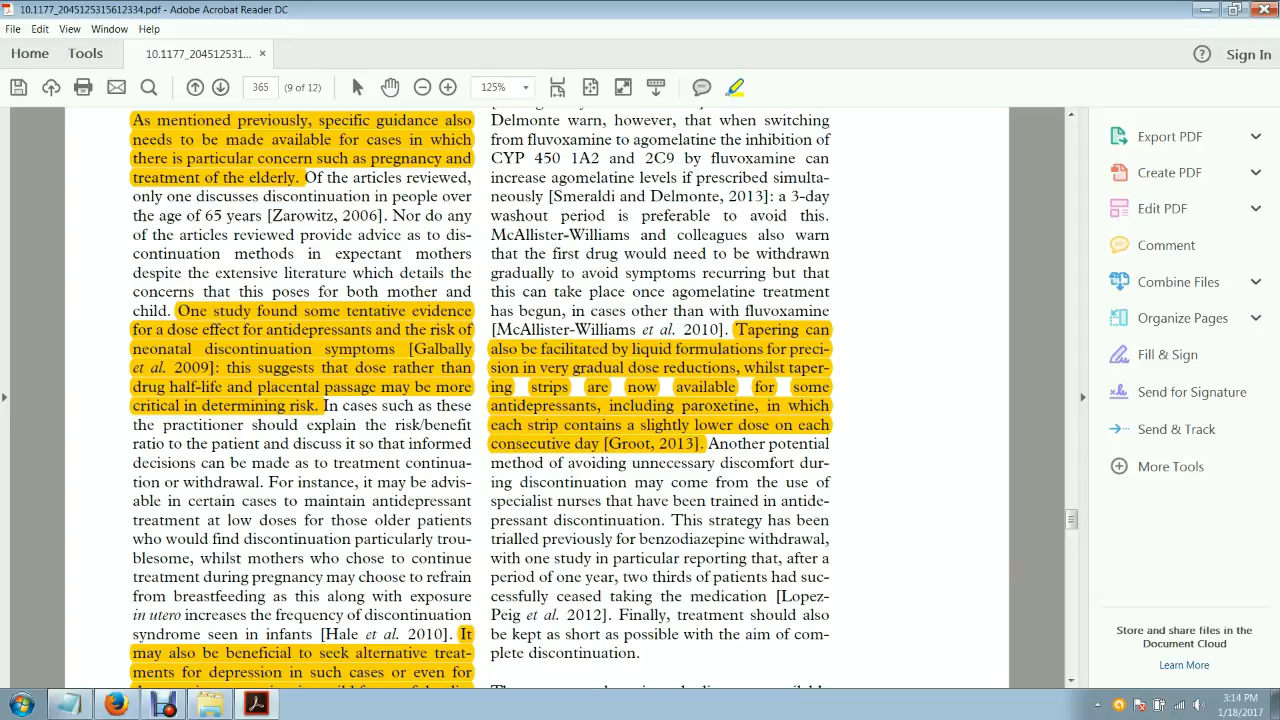 10.1177_2045125315612334.pdf - Adobe Acrobat Reader DC
File Edit View Window Help
Home Tools 10.1177_204512531... × Sign In
365 (9 of 12) 125%
As mentioned previously, specific guidance also
needs to be made available for cases in which
there is particular concern such as pregnancy and
treatment of the elderly. Of the articles reviewed,
only one discusses discontinuation in people over
the age of 65 years [Zarowitz, 2006]. Nor do any
of the articles reviewed provide advice as to dis-
continuation methods in expectant mothers
despite the extensive literature which details the
concerns that this poses for both mother and
child. One study found some tentative evidence
for a dose effect for antidepressants and the risk of
neonatal discontinuation symptoms [Galbally
et al. 2009]: this suggests that dose rather than
drug half-life and placental passage may be more
critical in determining risk. In cases such as these
the practitioner should explain the risk/benefit
ratio to the patient and discuss it so that informed
decisions can be made as to treatment continua-
tion or withdrawal. For instance, it may be advis-
able in certain cases to maintain antidepressant
treatment at low doses for those older patients
who would find discontinuation particularly trou-
blesome, whilst mothers who chose to continue
treatment during pregnancy may choose to refrain
from breastfeeding as this along with exposure
in utero increases the frequency of discontinuation
syndrome seen in infants [Hale et al. 2010]. It
may also be beneficial to seek alternative treat-
ments for depression in such cases or even for
Delmonte warn, however, that when switching
from fluvoxamine to agomelatine the inhibition of
CYP 450 1A2 and 2C9 by fluvoxamine can
increase agomelatine levels if prescribed simulta-
neously [Smeraldi and Delmonte, 2013]: a 3-day
washout period is preferable to avoid this.
McAllister-Williams and colleagues also warn
that the first drug would need to be withdrawn
gradually to avoid symptoms recurring but that
this can take place once agomelatine treatment
has begun, in cases other than with fluvoxamine
[McAllister-Williams et al. 2010]. Tapering can
also be facilitated by liquid formulations for preci-
sion in very gradual dose reductions, whilst taper-
ing strips are now available for some
antidepressants, including paroxetine, in which
each strip contains a slightly lower dose on each
consecutive day [Groot, 2013]. Another potential
method of avoiding unnecessary discomfort dur-
ing discontinuation may come from the use of
specialist nurses that have been trained in antide-
pressant discontinuation. This strategy has been
trialled previously for benzodiazepine withdrawal,
with one study in particular reporting that, after a
period of one year, two thirds of patients had suc-
cessfully ceased taking the medication [Lopez-
Peig et al. 2012]. Finally, treatment should also
be kept as short as possible with the aim of com-
plete discontinuation.
Export PDF
Create PDF
Edit PDF
Comment
Combine Files
Organize Pages
Fill & Sign
Send for Signature
Send & Track
More Tools
Store and share files in the
Document Cloud
Learn More
3:14 PM
1/18/2017